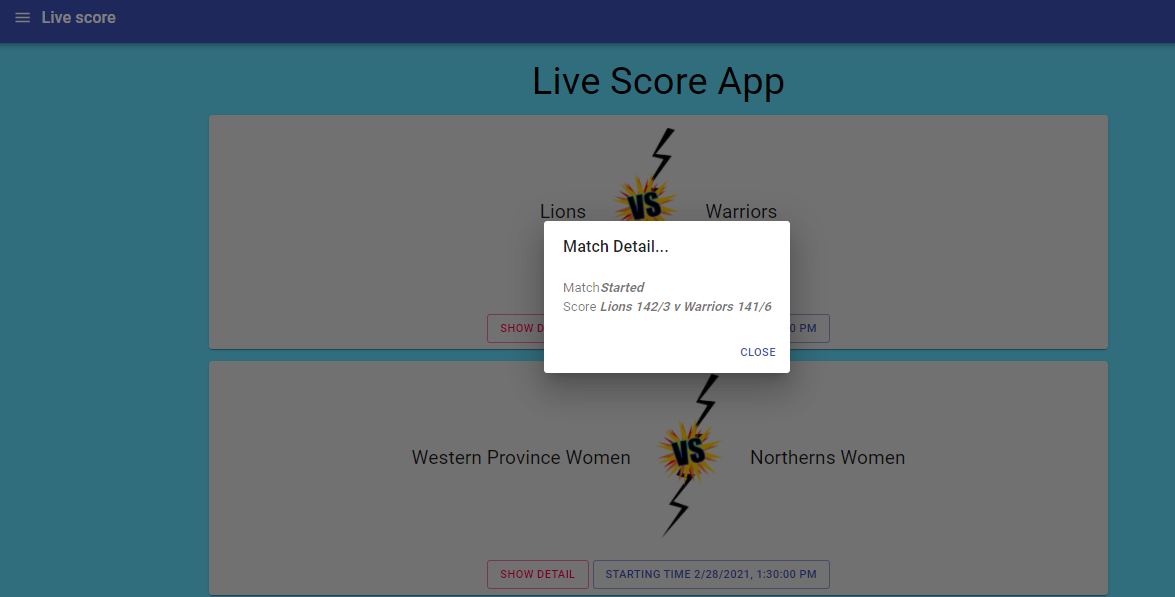 Live score
Live Score App
Lions VS Warriors
Match Detail...
MatchStarted
Score Lions 142/3 v Warriors 141/6
CLOSE
SHOW D 0 PM
Western Province Women VS Northerns Women
SHOW DETAIL STARTING TIME 2/28/2021, 1:30:00 PM